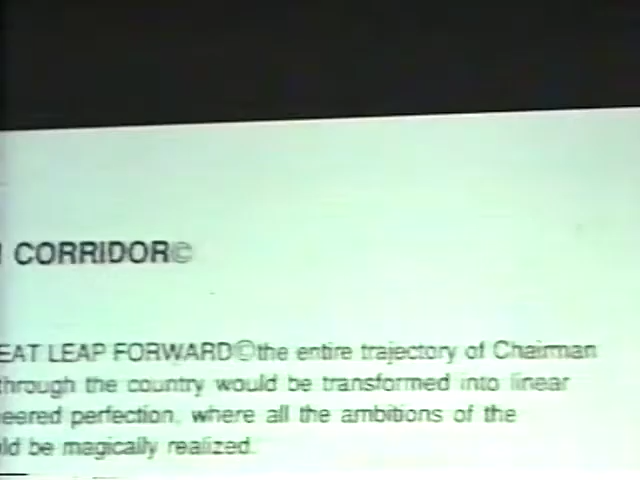 CORRIDOR©
EAT LEAP FORWARD© the entire trajectory of Chairman
through the country would be transformed into linear
eered perfection, where all the ambitions of the
ld be magically realized.